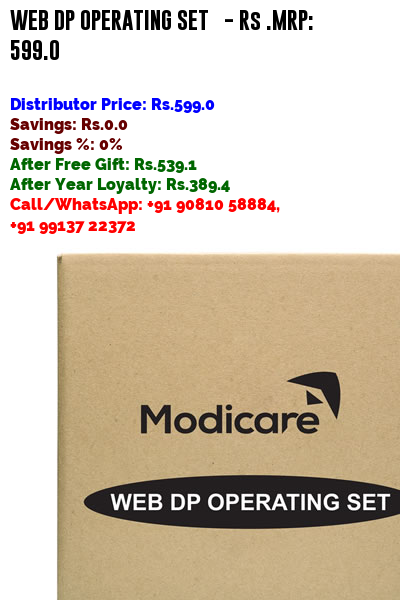 WEB DP OPERATING SET - Rs .MRP:
599.0
Distributor Price: Rs.599.0
Savings: Rs.0.0
Savings %: 0%
After Free Gift: Rs.539.1
After Year Loyalty: Rs.389.4
Call/WhatsApp: +91 90810 58884,
+91 99137 22372
Modicare
WEB DP OPERATING SET